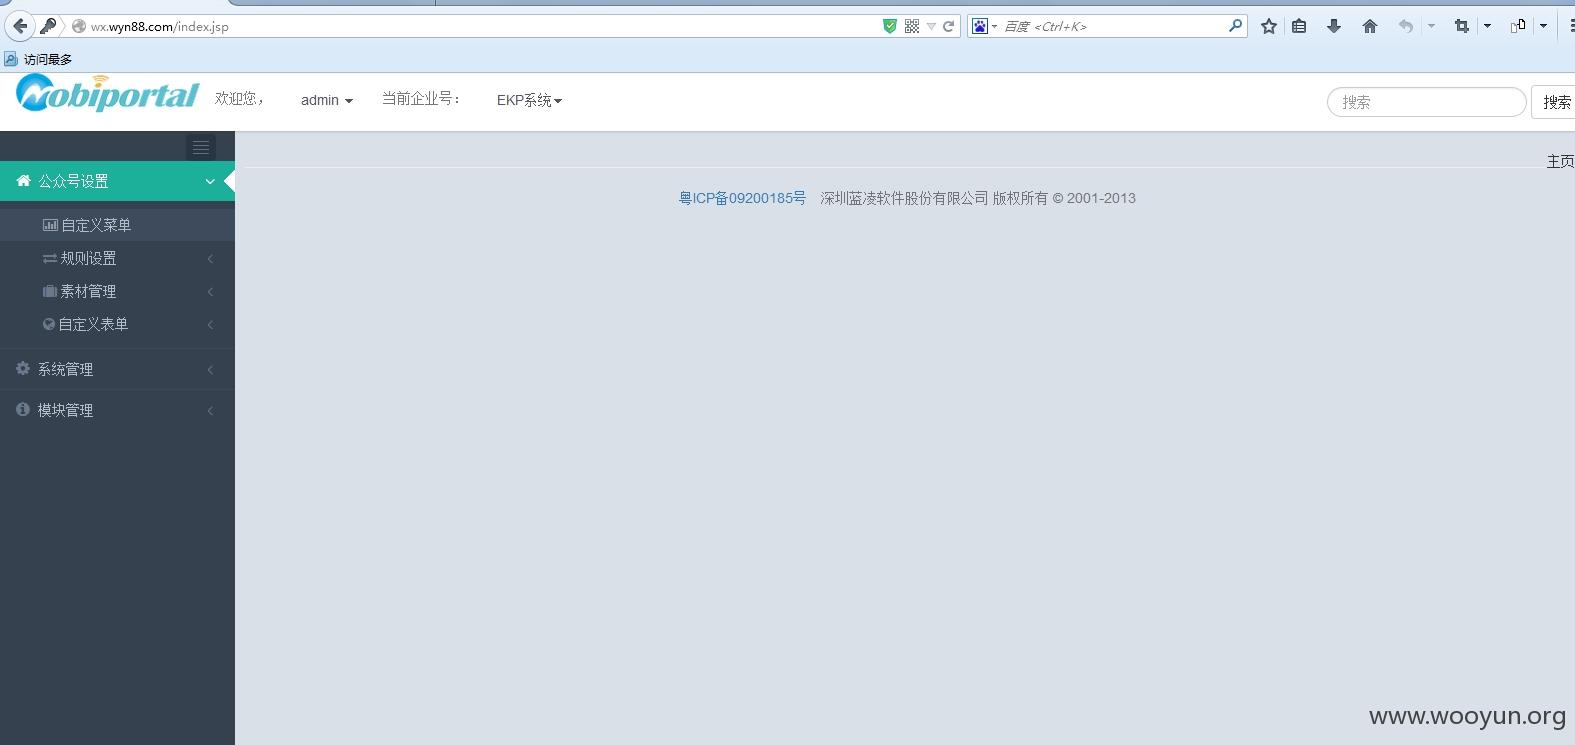 wx.wyn88.com/index.jsp
百度 <Ctrl+K>
访问最多
Mobiportal
欢迎您，
admin
当前企业号：
EKP系统
搜索
搜索
公众号设置
自定义菜单
规则设置
素材管理
自定义表单
系统管理
模块管理
主页
粤ICP备09200185号 深圳蓝凌软件股份有限公司 版权所有 © 2001-2013
www.wooyun.org